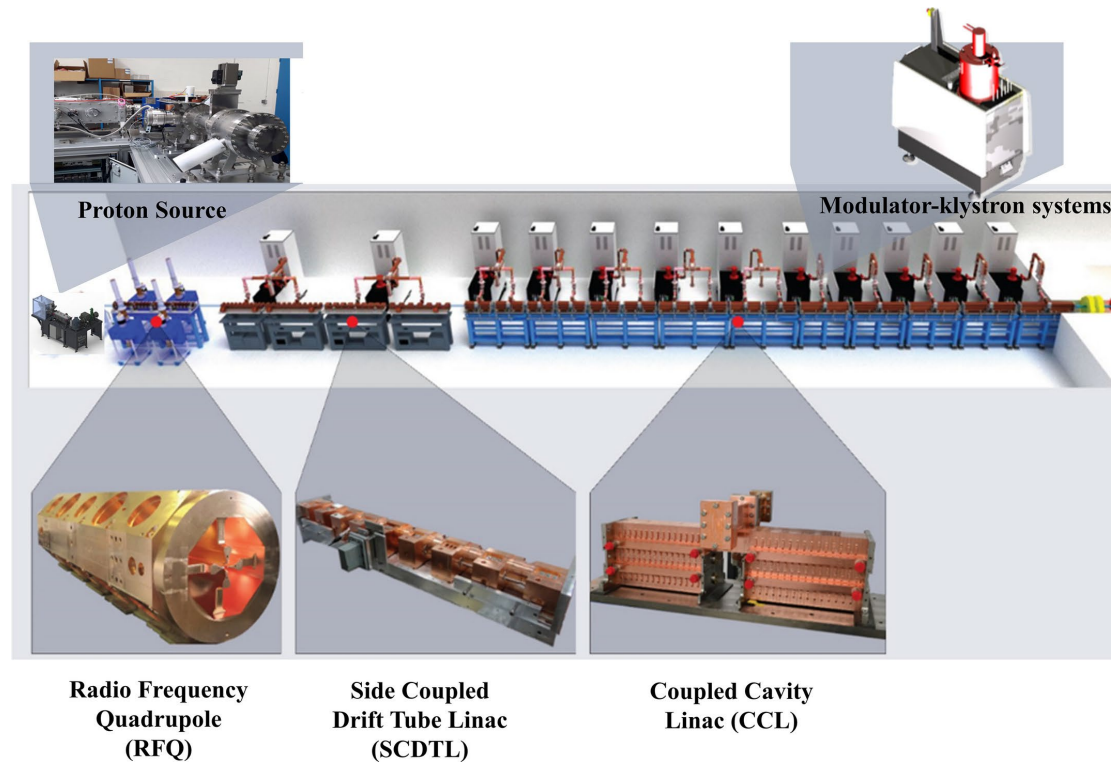 Proton Source
Modulator-klystron systems
Radio Frequency
Quadrupole
(RFQ)
Side Coupled
Drift Tube Linac
(SCDTL)
Coupled Cavity
Linac (CCL)